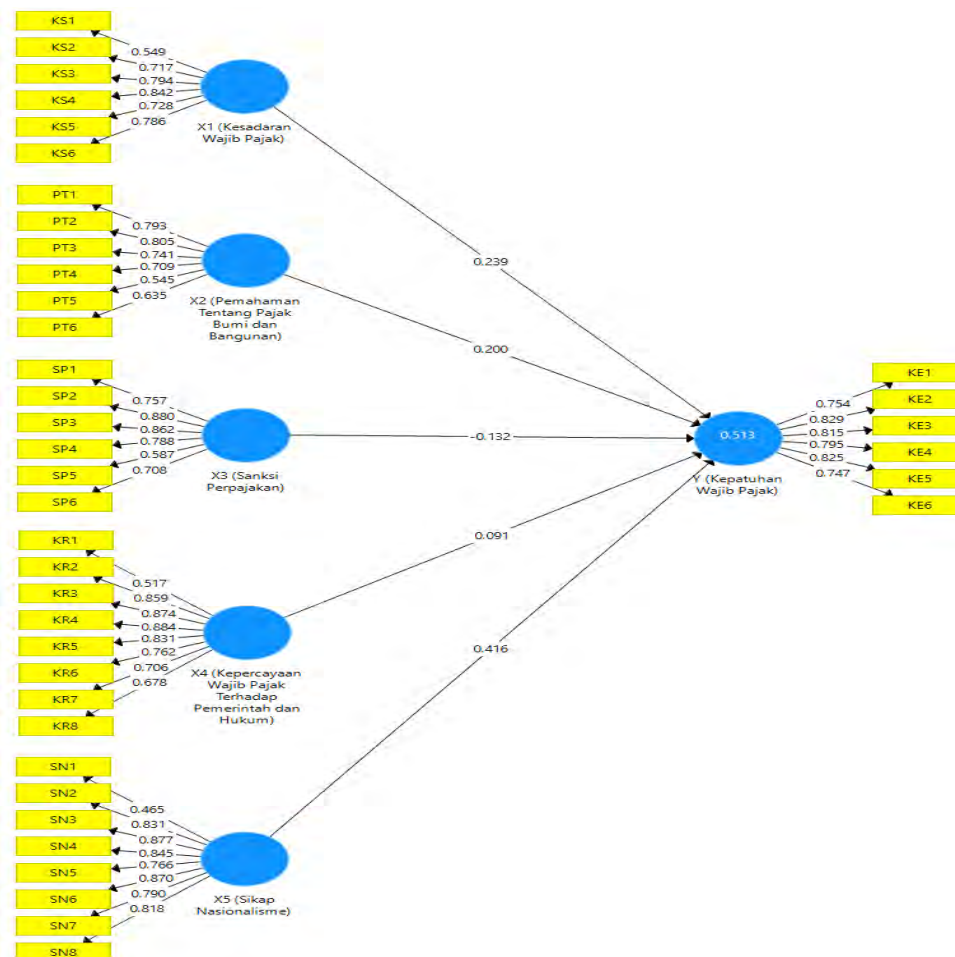 KS1
KS2
KS3
KS4
KS5
KS6
0.549
0.717
0.794
0.842
0.728
0.786
X1 (Kesadaran
Wajib Pajak)
0.239
PT1
PT2
PT3
PT4
PT5
PT6
0.793
0.805
0.741
0.709
0.545
0.635
X2 (Pemahaman
Tentang Pajak
Bumi dan
Bangunan)
0.200
SP1
SP2
SP3
SP4
SP5
SP6
0.757
0.880
0.862
0.788
0.587
0.708
X3 (Sanksi
Perpajakan)
-0.132
KR1
KR2
KR3
KR4
KR5
KR6
KR7
KR8
0.517
0.859
0.874
0.884
0.831
0.762
0.706
0.678
X4 (Kepercayaan
Wajib Pajak
Terhadap
Pemerintah dan
Hukum)
0.091
SN1
SN2
SN3
SN4
SN5
SN6
SN7
SN8
0.465
0.831
0.877
0.845
0.766
0.870
0.790
0.818
X5 (Sikap
Nasionalisme)
0.416
0.513
Y (Kepatuhan
Wajib Pajak)
0.754
0.829
0.815
0.795
0.825
0.747
KE1
KE2
KE3
KE4
KE5
KE6